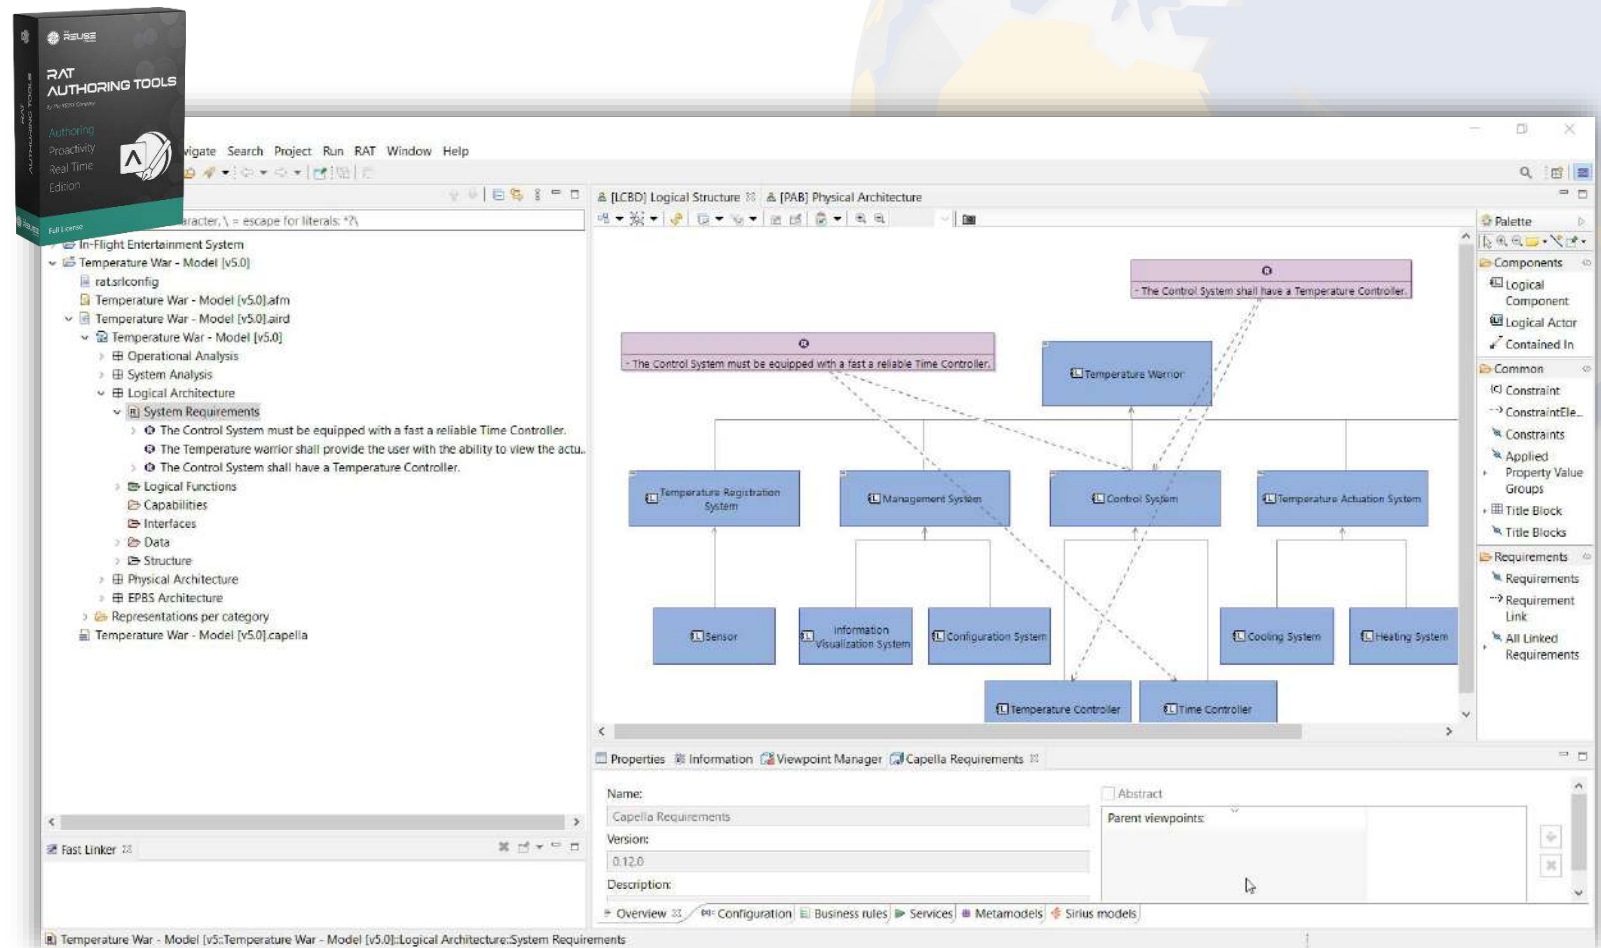 REUSE
RAT
AUTHORING TOOLS
Authoring
Proactivity
Real Time
Edition
Full License
Search Project Run RAT Window Help
= escape for literals: *?\
In-Flight Entertainment System
Temperature War - Model [v5.0]
rat.srlconfig
Temperature War - Model [v5.0].afm
Temperature War - Model [v5.0].aird
Temperature War - Model [v5.0]
Operational Analysis
System Analysis
Logical Architecture
System Requirements
The Control System must be equipped with a fast a reliable Time Controller.
The Temperature warrior shall provide the user with the ability to view the actu..
The Control System shall have a Temperature Controller.
Logical Functions
Capabilities
Interfaces
Data
Structure
Physical Architecture
EPBS Architecture
Representations per category
Temperature War - Model [v5.0].capella
Fast Linker
[LCBD] Logical Structure
[PAB] Physical Architecture
- The Control System shall have a Temperature Controller.
- The Control System must be equipped with a fast a reliable Time Controller.
Temperature Warrior
Temperature Registration
System
Management System
Control System
Temperature Actuation System
Sensor
Information
Visualization System
Configuration System
Cooling System
Heating System
Temperature Controller
Time Controller
Palette
Components
Logical
Component
Logical Actor
Contained In
Common
Constraint
ConstraintEle...
Constraints
Applied
Property Value
Groups
Title Block
Title Blocks
Requirements
Requirements
Requirement
Link
All Linked
Requirements
Properties Information Viewpoint Manager Capella Requirements
Name:
Capella Requirements
Version:
0.12.0
Description:
Abstract
Parent viewpoints:
Overview Configuration Business rules Services Metamodels Sirius models
Temperature War - Model [v5::Temperature War - Model [v5.0]::Logical Architecture::System Requirements